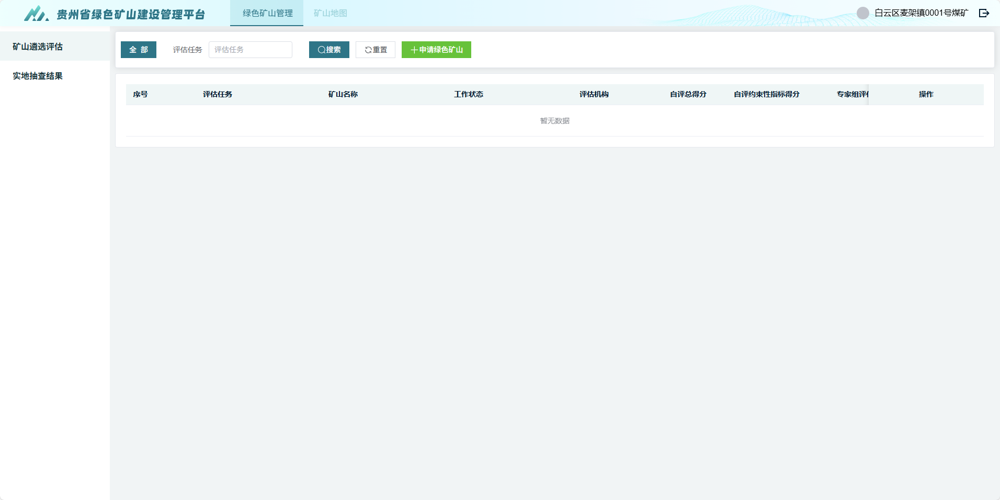 贵州省绿色矿山建设管理平台 绿色矿山管理 矿山地图 白云区麦架镇0001号煤矿
矿山遴选评估
实地抽查结果
全 部 评估任务 评估任务 搜索 重置 申请绿色矿山
序号 评估任务 矿山名称 工作状态 评估机构 自评总得分 自评约束性指标得分 专家组评 操作
暂无数据